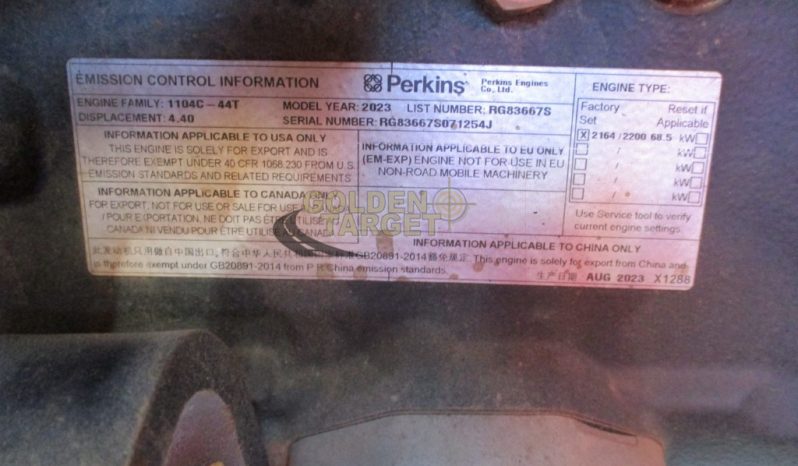 EMISSION CONTROL INFORMATION
Perkins
Perkins Engines Co, Ltd.
ENGINE TYPE:
ENGINE FAMILY: 1104C-44T MODEL YEAR: 2023 LIST NUMBER: RG83667S
DISPLACEMENT: 4.40 SERIAL NUMBER: RG83667S071254J
Factory Set Reset if Applicable
X 2164 / 2200 68.5 kW
/ kW
/ kW
/ kW
/ kW
Use Service tool to verify
current engine settings.
INFORMATION APPLICABLE TO USA ONLY
THIS ENGINE IS SOLELY FOR EXPORT AND IS
THEREFORE EXEMPT UNDER 40 CFR 1068.230 FROM U.S
EMISSION STANDARDS AND RELATED REQUIREMENTS
INFORMATION APPLICABLE TO EU ONLY
(EM-EXP) ENGINE NOT FOR USE IN EU
NON-ROAD MOBILE MACHINERY
INFORMATION APPLICABLE TO CANADA ONLY
FOR EXPORT, NOT FOR USE OR SALE FOR USE
/ POUR EXPORTATION, NE DOIT PAS ÊTRE UTILISÉ
CANADA NI VENDU POUR ÊTRE UTILISÉ AU CANADA
GOLDEN
TARGET
INFORMATION APPLICABLE TO CHINA ONLY
GB20891-2014 This engine is solely for export from China and
is therefore exempt under GB20891-2014 from P R China emission standards.
生产日期 AUG 2023 X1288